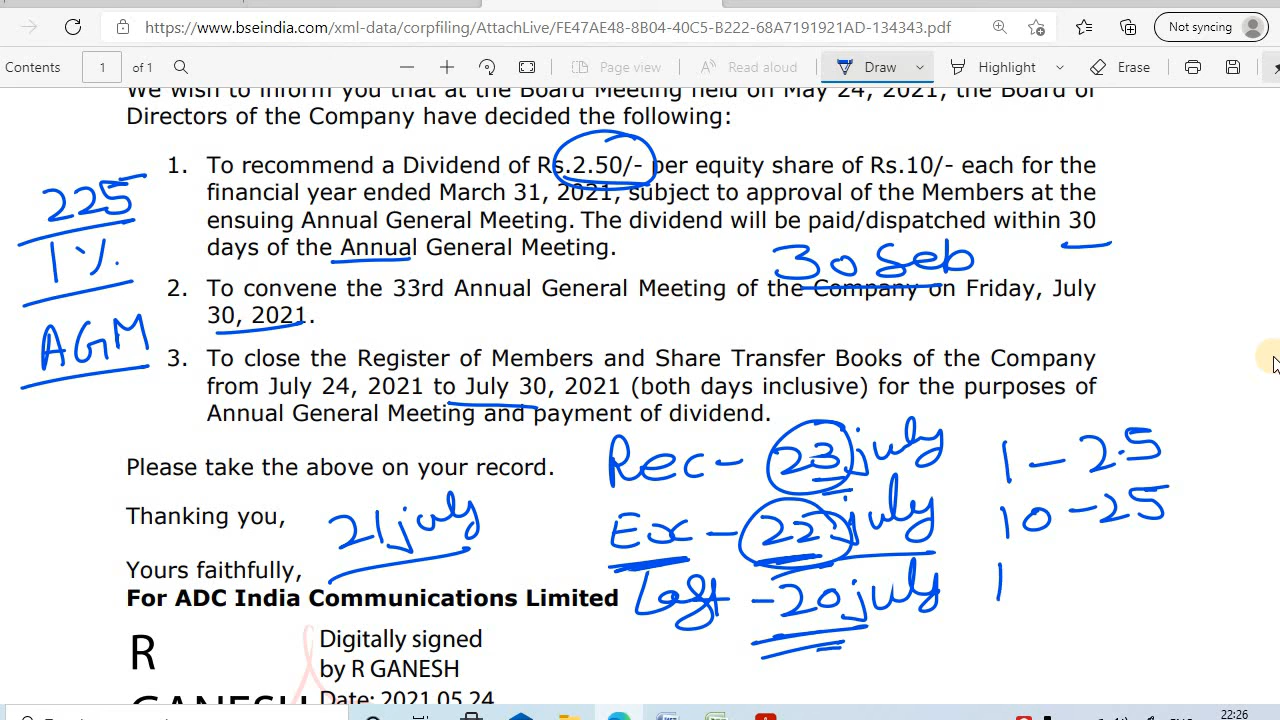 https://www.bseindia.com/xml-data/corpfiling/AttachLive/FE47AE48-8B04-40C5-B222-68A7191921AD-134343.pdf
Not syncing
Contents
1 of 1
Page view
Read aloud
Draw
Highlight
Erase
We wish to inform you that at the Board Meeting held on May 24, 2021, the Board of
Directors of the Company have decided the following:
1. To recommend a Dividend of Rs.2.50/- per equity share of Rs.10/- each for the
financial year ended March 31, 2021, subject to approval of the Members at the
ensuing Annual General Meeting. The dividend will be paid/dispatched within 30
days of the Annual General Meeting.
225
1%
AGM
30 Seb
2. To convene the 33rd Annual General Meeting of the Company on Friday, July
30, 2021.
3. To close the Register of Members and Share Transfer Books of the Company
from July 24, 2021 to July 30, 2021 (both days inclusive) for the purposes of
Annual General Meeting and payment of dividend.
Please take the above on your record.
Rec - 23 july
1 - 2.5
Thanking you,
21 july
Ex - 22 july
10 - 25
Yours faithfully,
For ADC India Communications Limited
Last - 20 july
1
R
GANESH
Digitally signed
by R GANESH
Date: 2021.05.24
22:26